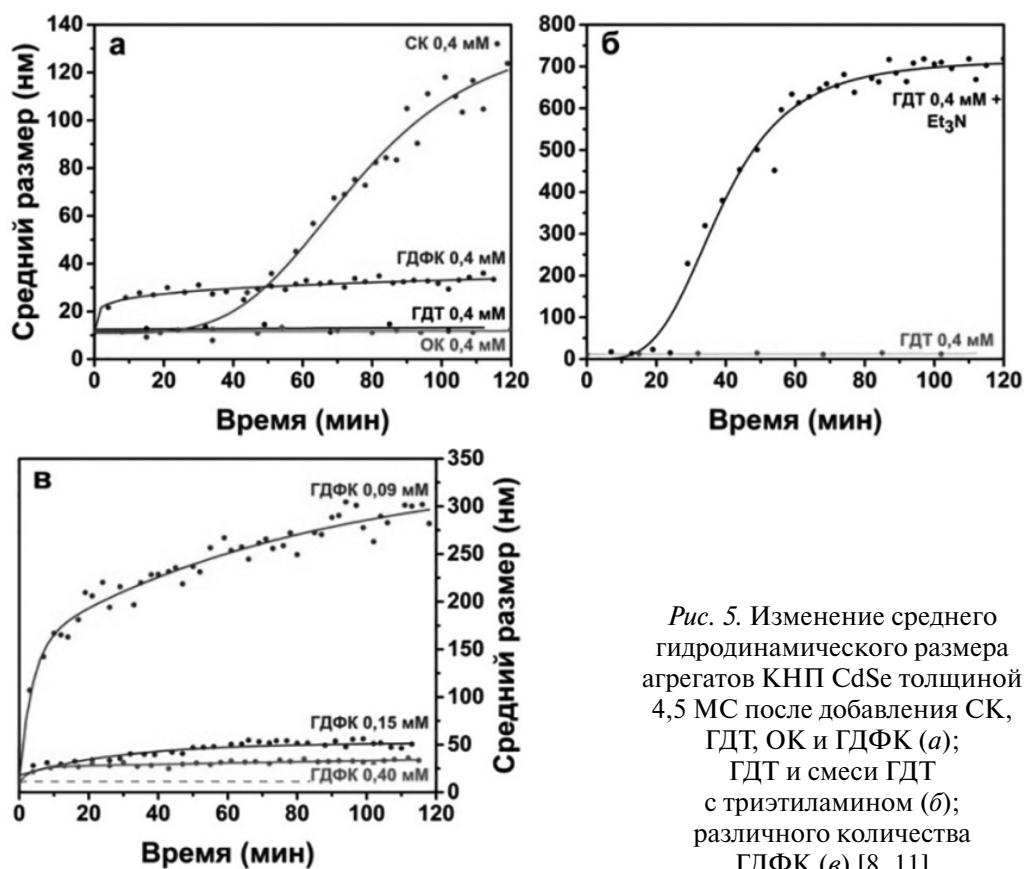 а
СК 0,4 мМ
ГДФК 0,4 мМ
ГДТ 0,4 мМ
ОК 0,4 мМ
140
120
100
80
60
40
20
0
0 20 40 60 80 100 120
Средний размер (нм)
Время (мин)
б
ГДТ 0,4 мМ +
Et₃N
ГДТ 0,4 мМ
800
700
600
500
400
300
200
100
0
0 20 40 60 80 100 120
Время (мин)
в
ГДФК 0,09 мМ
ГДФК 0,15 мМ
ГДФК 0,40 мМ
350
300
250
200
150
100
50
0
0 20 40 60 80 100 120
Средний размер (нм)
Время (мин)
Рис. 5. Изменение среднего
гидродинамического размера
агрегатов КНП CdSe толщиной
4,5 МС после добавления СК,
ГДТ, ОК и ГДФК (а);
ГДТ и смеси ГДТ
с триэтиламином (б);
различного количества
ГДФК (в) [8, 11]